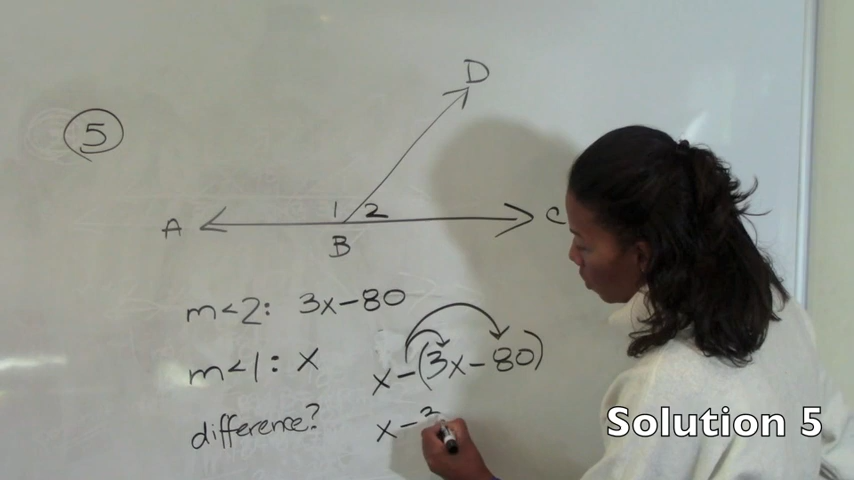 D
5
1 2
A
C
B
m<2: 3x-80
m<1: x
x-(3x-80)
difference?
x-
Solution 5